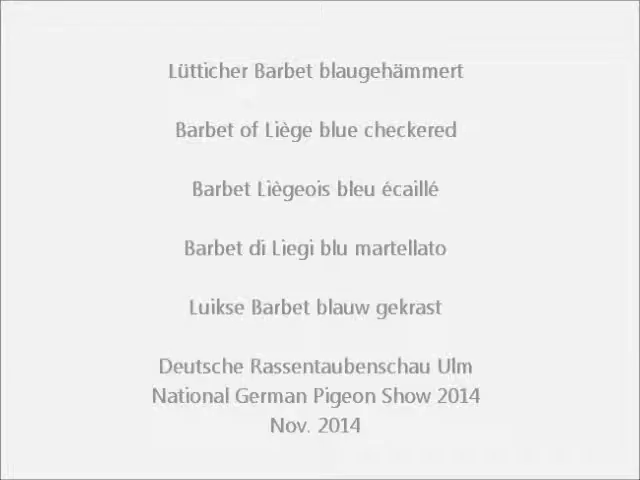 Lütticher Barbet blaugehämmert
Barbet of Liège blue checkered
Barbet Liègeois bleu écaillé
Barbet di Liegi blu martellato
Luikse Barbet blauw gekrast
Deutsche Rassentaubenschau Ulm
National German Pigeon Show 2014
Nov. 2014